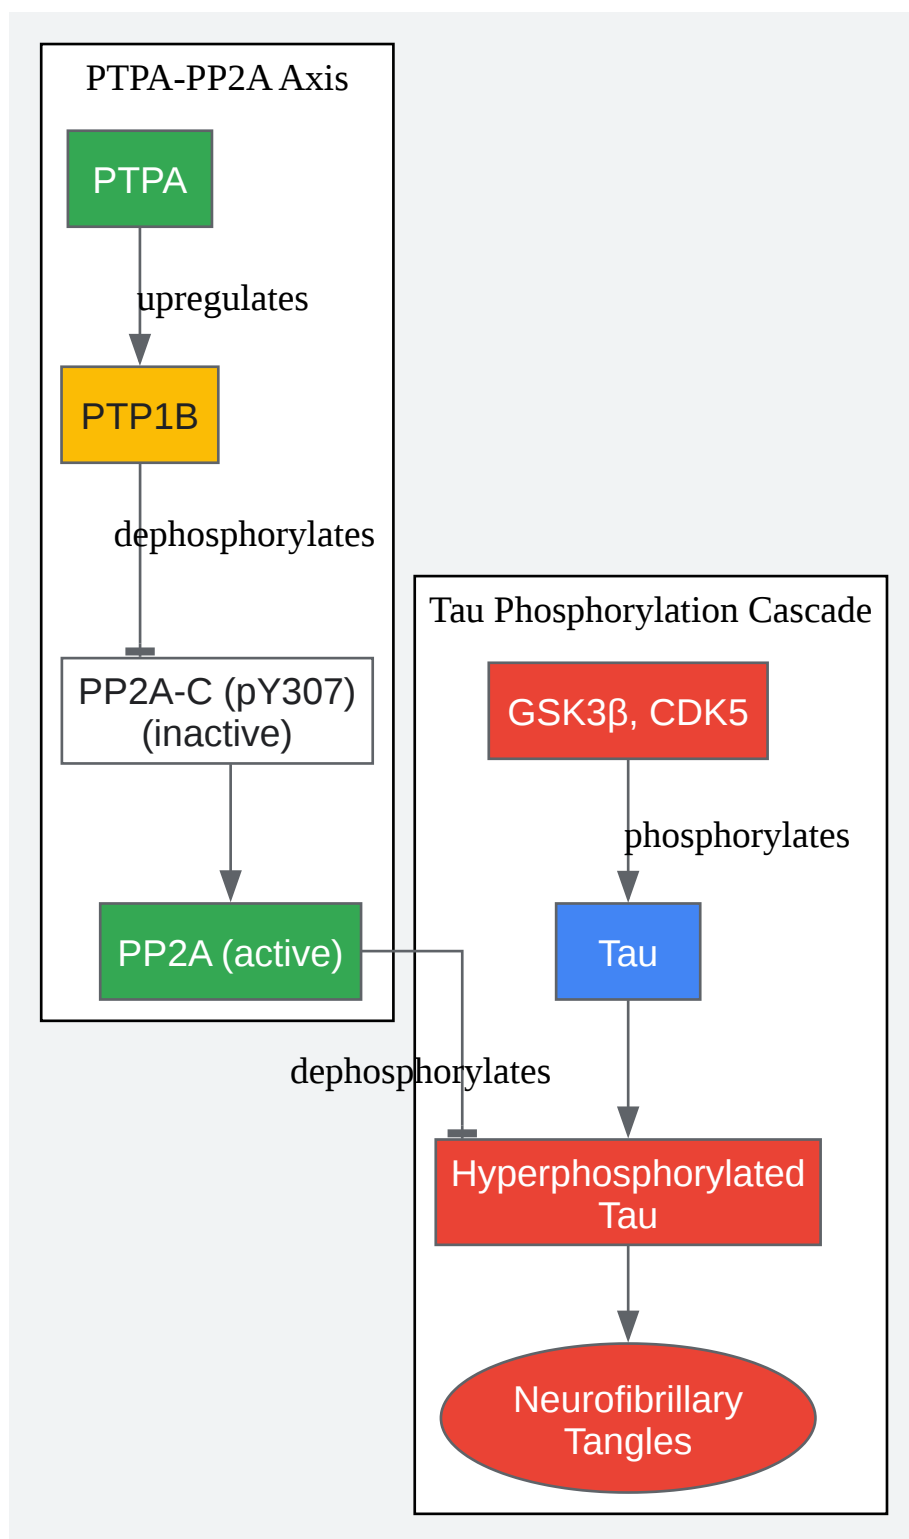 PTPA-PP2A Axis
PTPA
upregulates
PTP1B
dephosphorylates
PP2A-C (pY307)
(inactive)
PP2A (active)
dephosphorylates
Tau Phosphorylation Cascade
GSK3β, CDK5
phosphorylates
Tau
Hyperphosphorylated
Tau
Neurofibrillary
Tangles